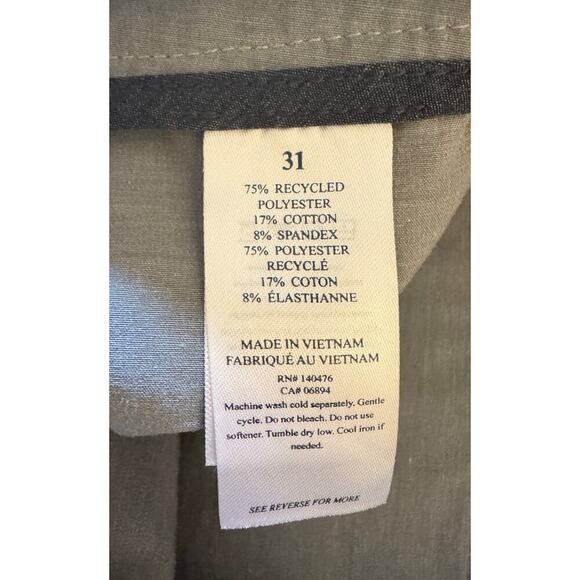 31
75% RECYCLED
POLYESTER
17% COTTON
8% SPANDEX
75% POLYESTER
RECYCLÉ
17% COTON
8% ÉLASTHANNE
MADE IN VIETNAM
FABRIQUÉ AU VIETNAM
RN# 140476
CA# 06894
Machine wash cold separately. Gentle
cycle. Do not bleach. Do not use
softener. Tumble dry low. Cool iron if
needed.
SEE REVERSE FOR MORE